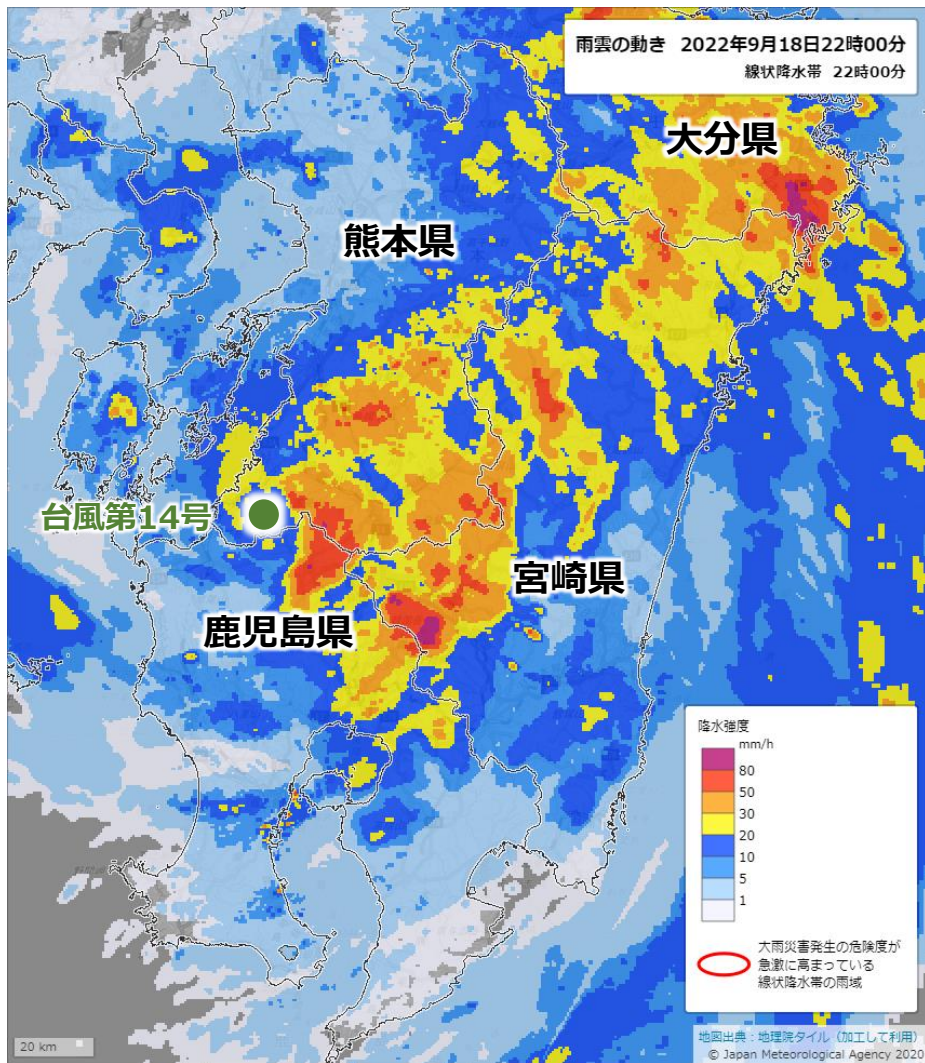 雨雲の動き 2022年9月18日22時00分
線状降水帯 22時00分
大分県
熊本県
台風第14号
宮崎県
鹿児島県
降水強度
mm/h
80
50
30
20
10
5
1
大雨災害発生の危険度が
急激に高まっている
線状降水帯の雨域
20 km
地図出典：地理院タイル（加工して利用）
© Japan Meteorological Agency 2020